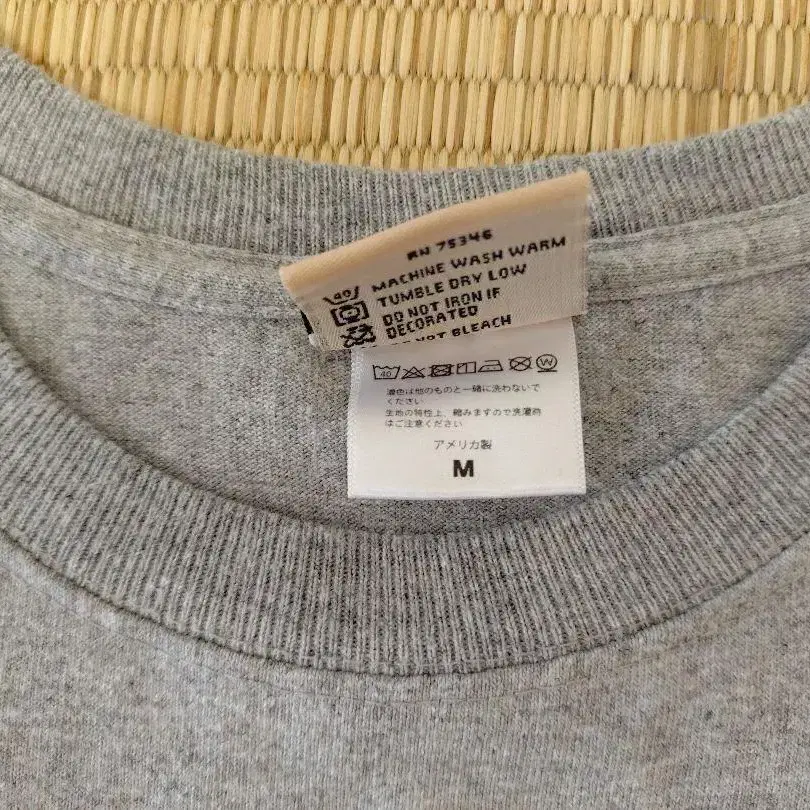 RN 75346
MACHINE WASH WARM
TUMBLE DRY LOW
DO NOT IRON IF
DECORATED
NOT BLEACH
40
40
W
濃色は他のものと一緒に洗わないで
ください
生地の特性上、縮みますので洗濯時
はご注意ください
アメリカ製
M